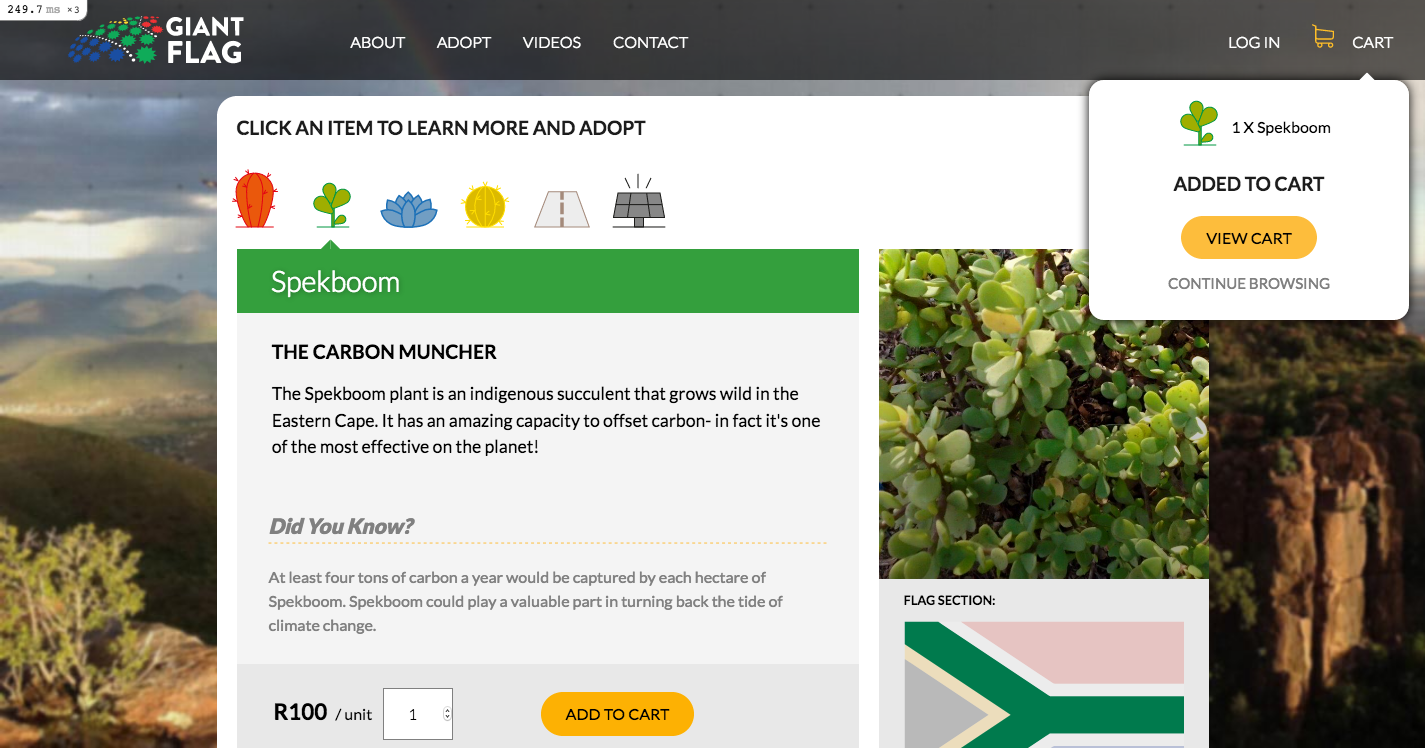 249.7 ms ×3
GIANT
FLAG
ABOUT ADOPT VIDEOS CONTACT LOG IN CART
1 X Spekboom
ADDED TO CART
VIEW CART
CONTINUE BROWSING
CLICK AN ITEM TO LEARN MORE AND ADOPT
Spekboom
THE CARBON MUNCHER
The Spekboom plant is an indigenous succulent that grows wild in the
Eastern Cape. It has an amazing capacity to offset carbon- in fact it's one
of the most effective on the planet!
Did You Know?
At least four tons of carbon a year would be captured by each hectare of
Spekboom. Spekboom could play a valuable part in turning back the tide of
climate change.
R100 / unit 1 ADD TO CART
FLAG SECTION: